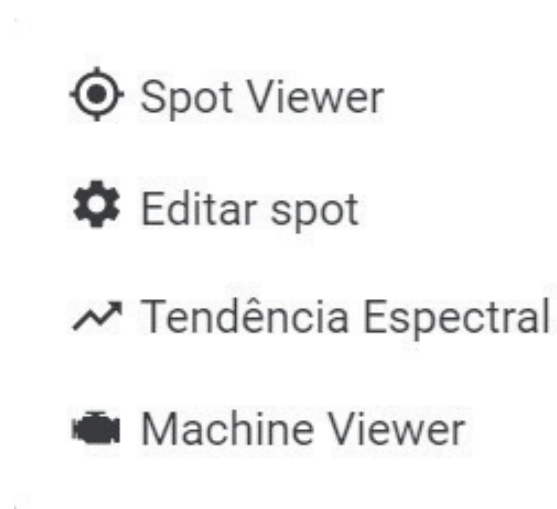 Spot Viewer
Editar spot
Tendência Espectral
Machine Viewer